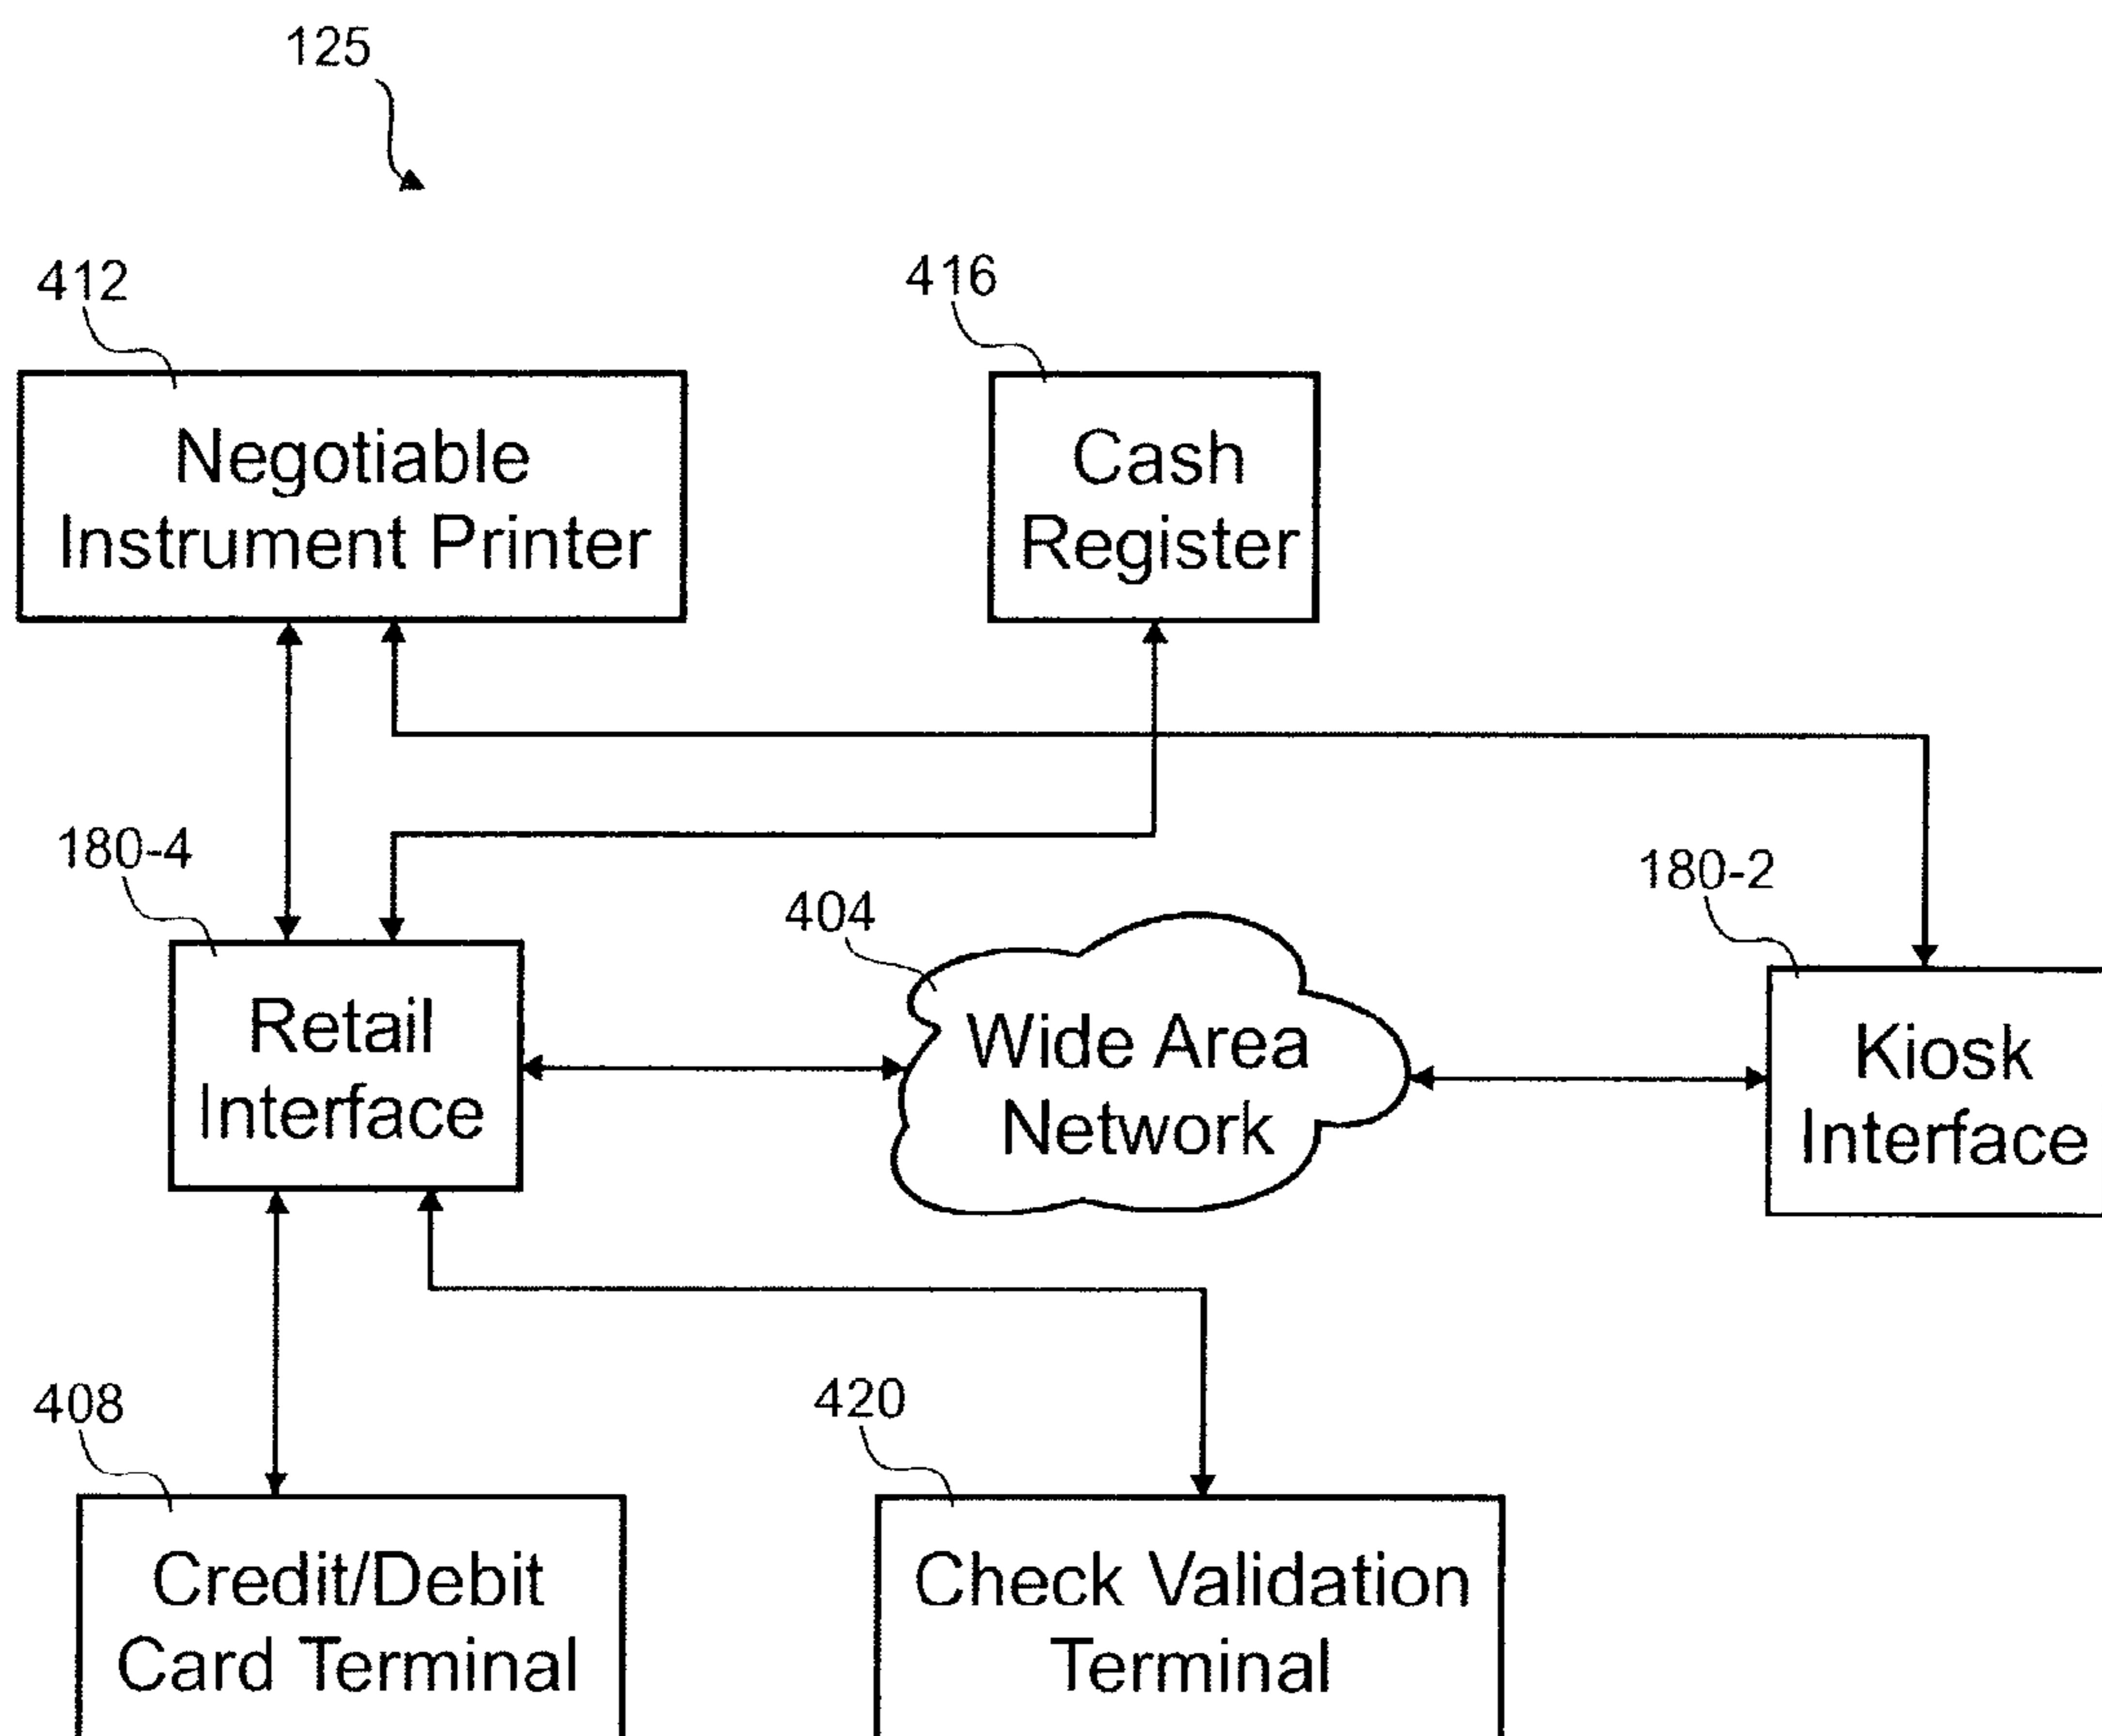 125
412
416
Negotiable
Instrument Printer
Cash
Register
180-4
404
180-2
Retail
Interface
Wide Area
Network
Kiosk
Interface
408
420
Credit/Debit
Card Terminal
Check Validation
Terminal